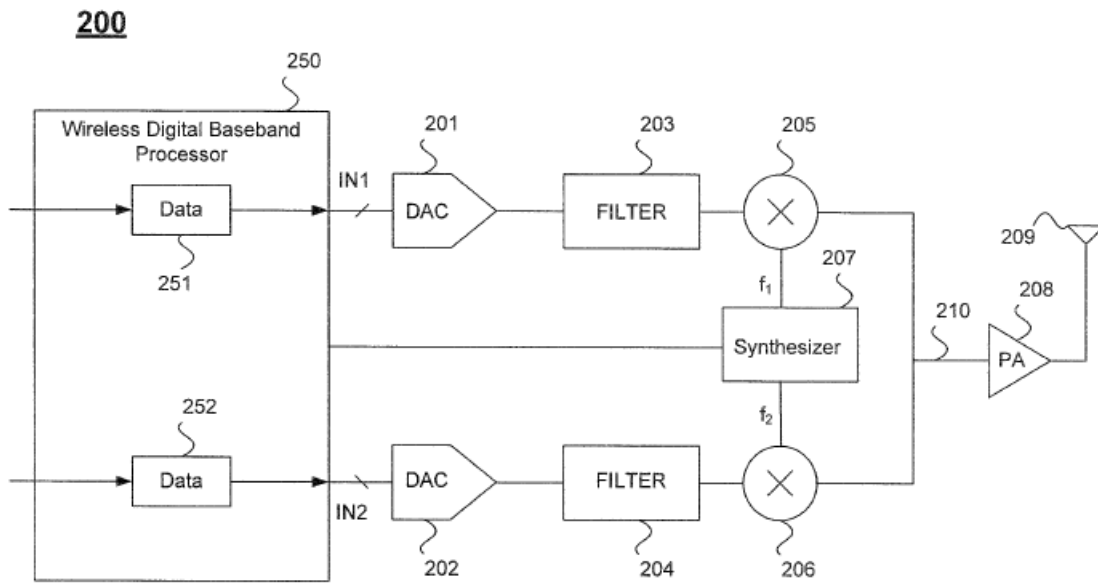 200
250
Wireless Digital Baseband
Processor
201
203
205
IN1
Data
DAC
FILTER
209
251
207
208
f1
210
Synthesizer
PA
252
f2
Data
DAC
FILTER
IN2
202
204
206